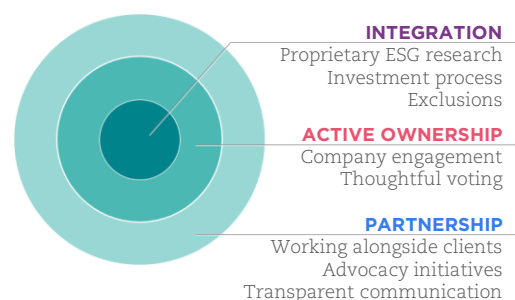 INTEGRATION
Proprietary ESG research
Investment process
Exclusions
ACTIVE OWNERSHIP
Company engagement
Thoughtful voting
PARTNERSHIP
Working alongside clients
Advocacy initiatives
Transparent communication